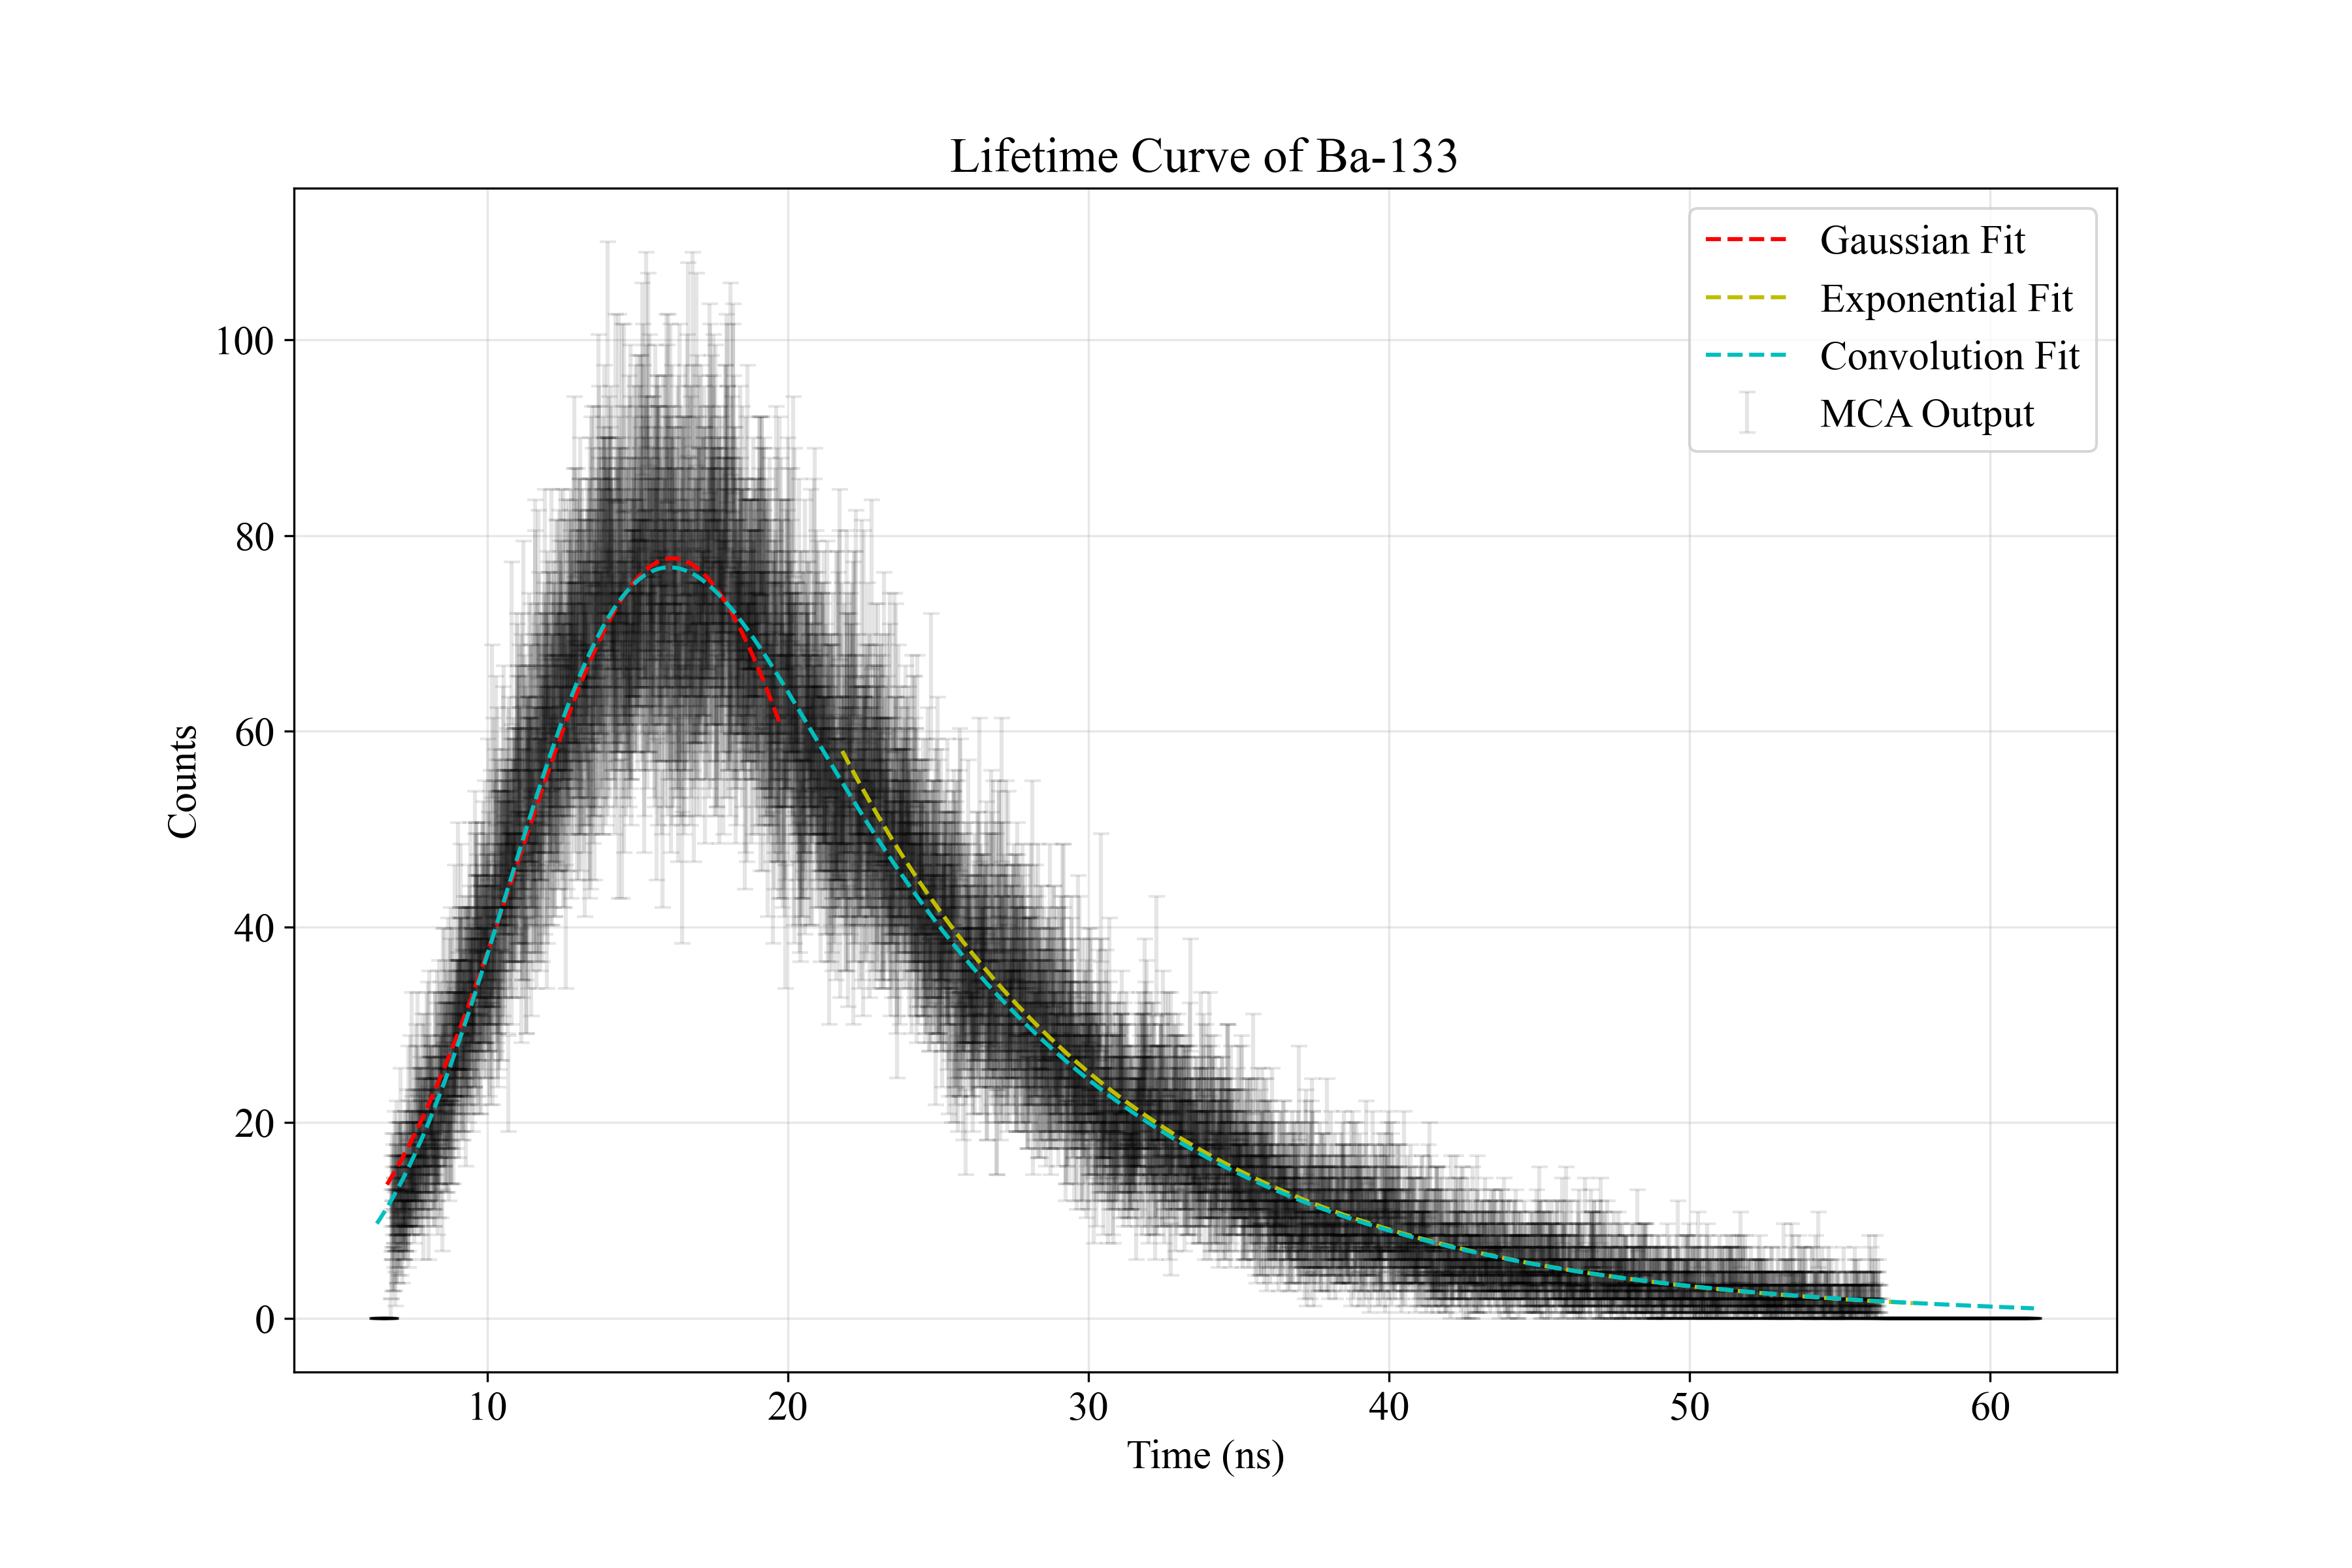 Lifetime Curve of Ba-133
Gaussian Fit
Exponential Fit
Convolution Fit
MCA Output
Counts
100
80
60
40
20
0
10 20 30 40 50 60
Time (ns)